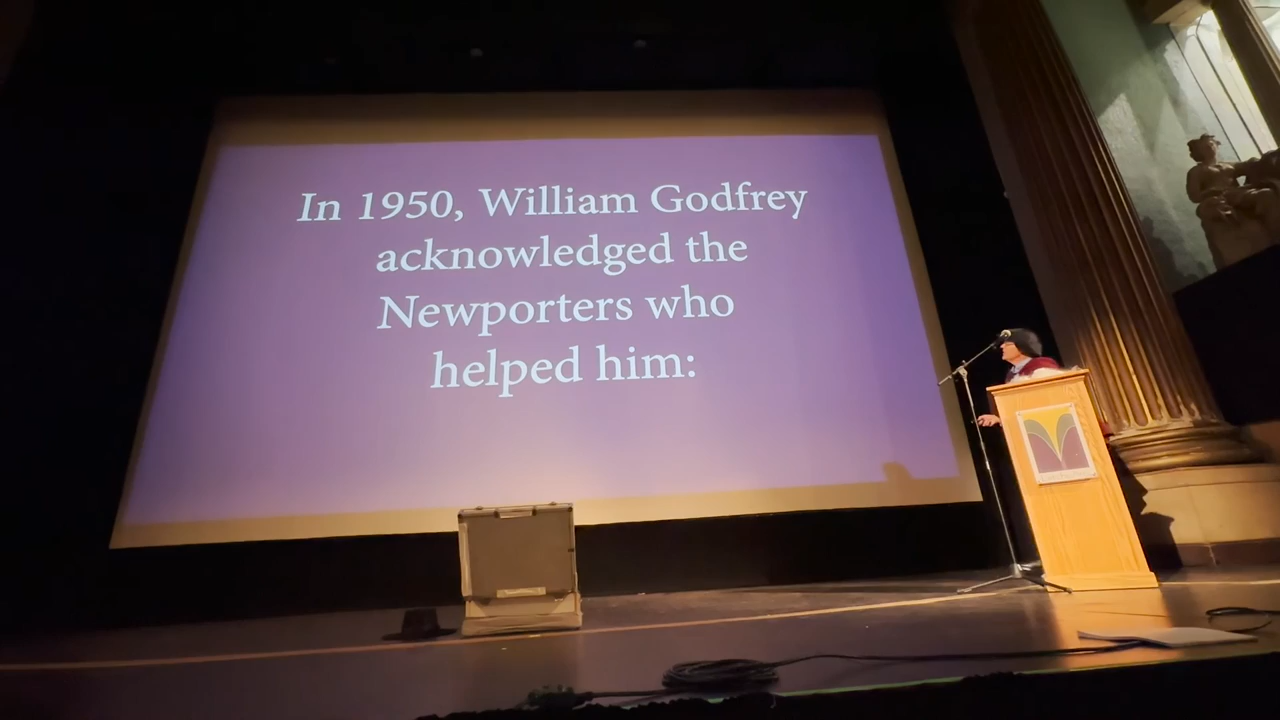 In 1950, William Godfrey
acknowledged the
Newporters who
helped him: